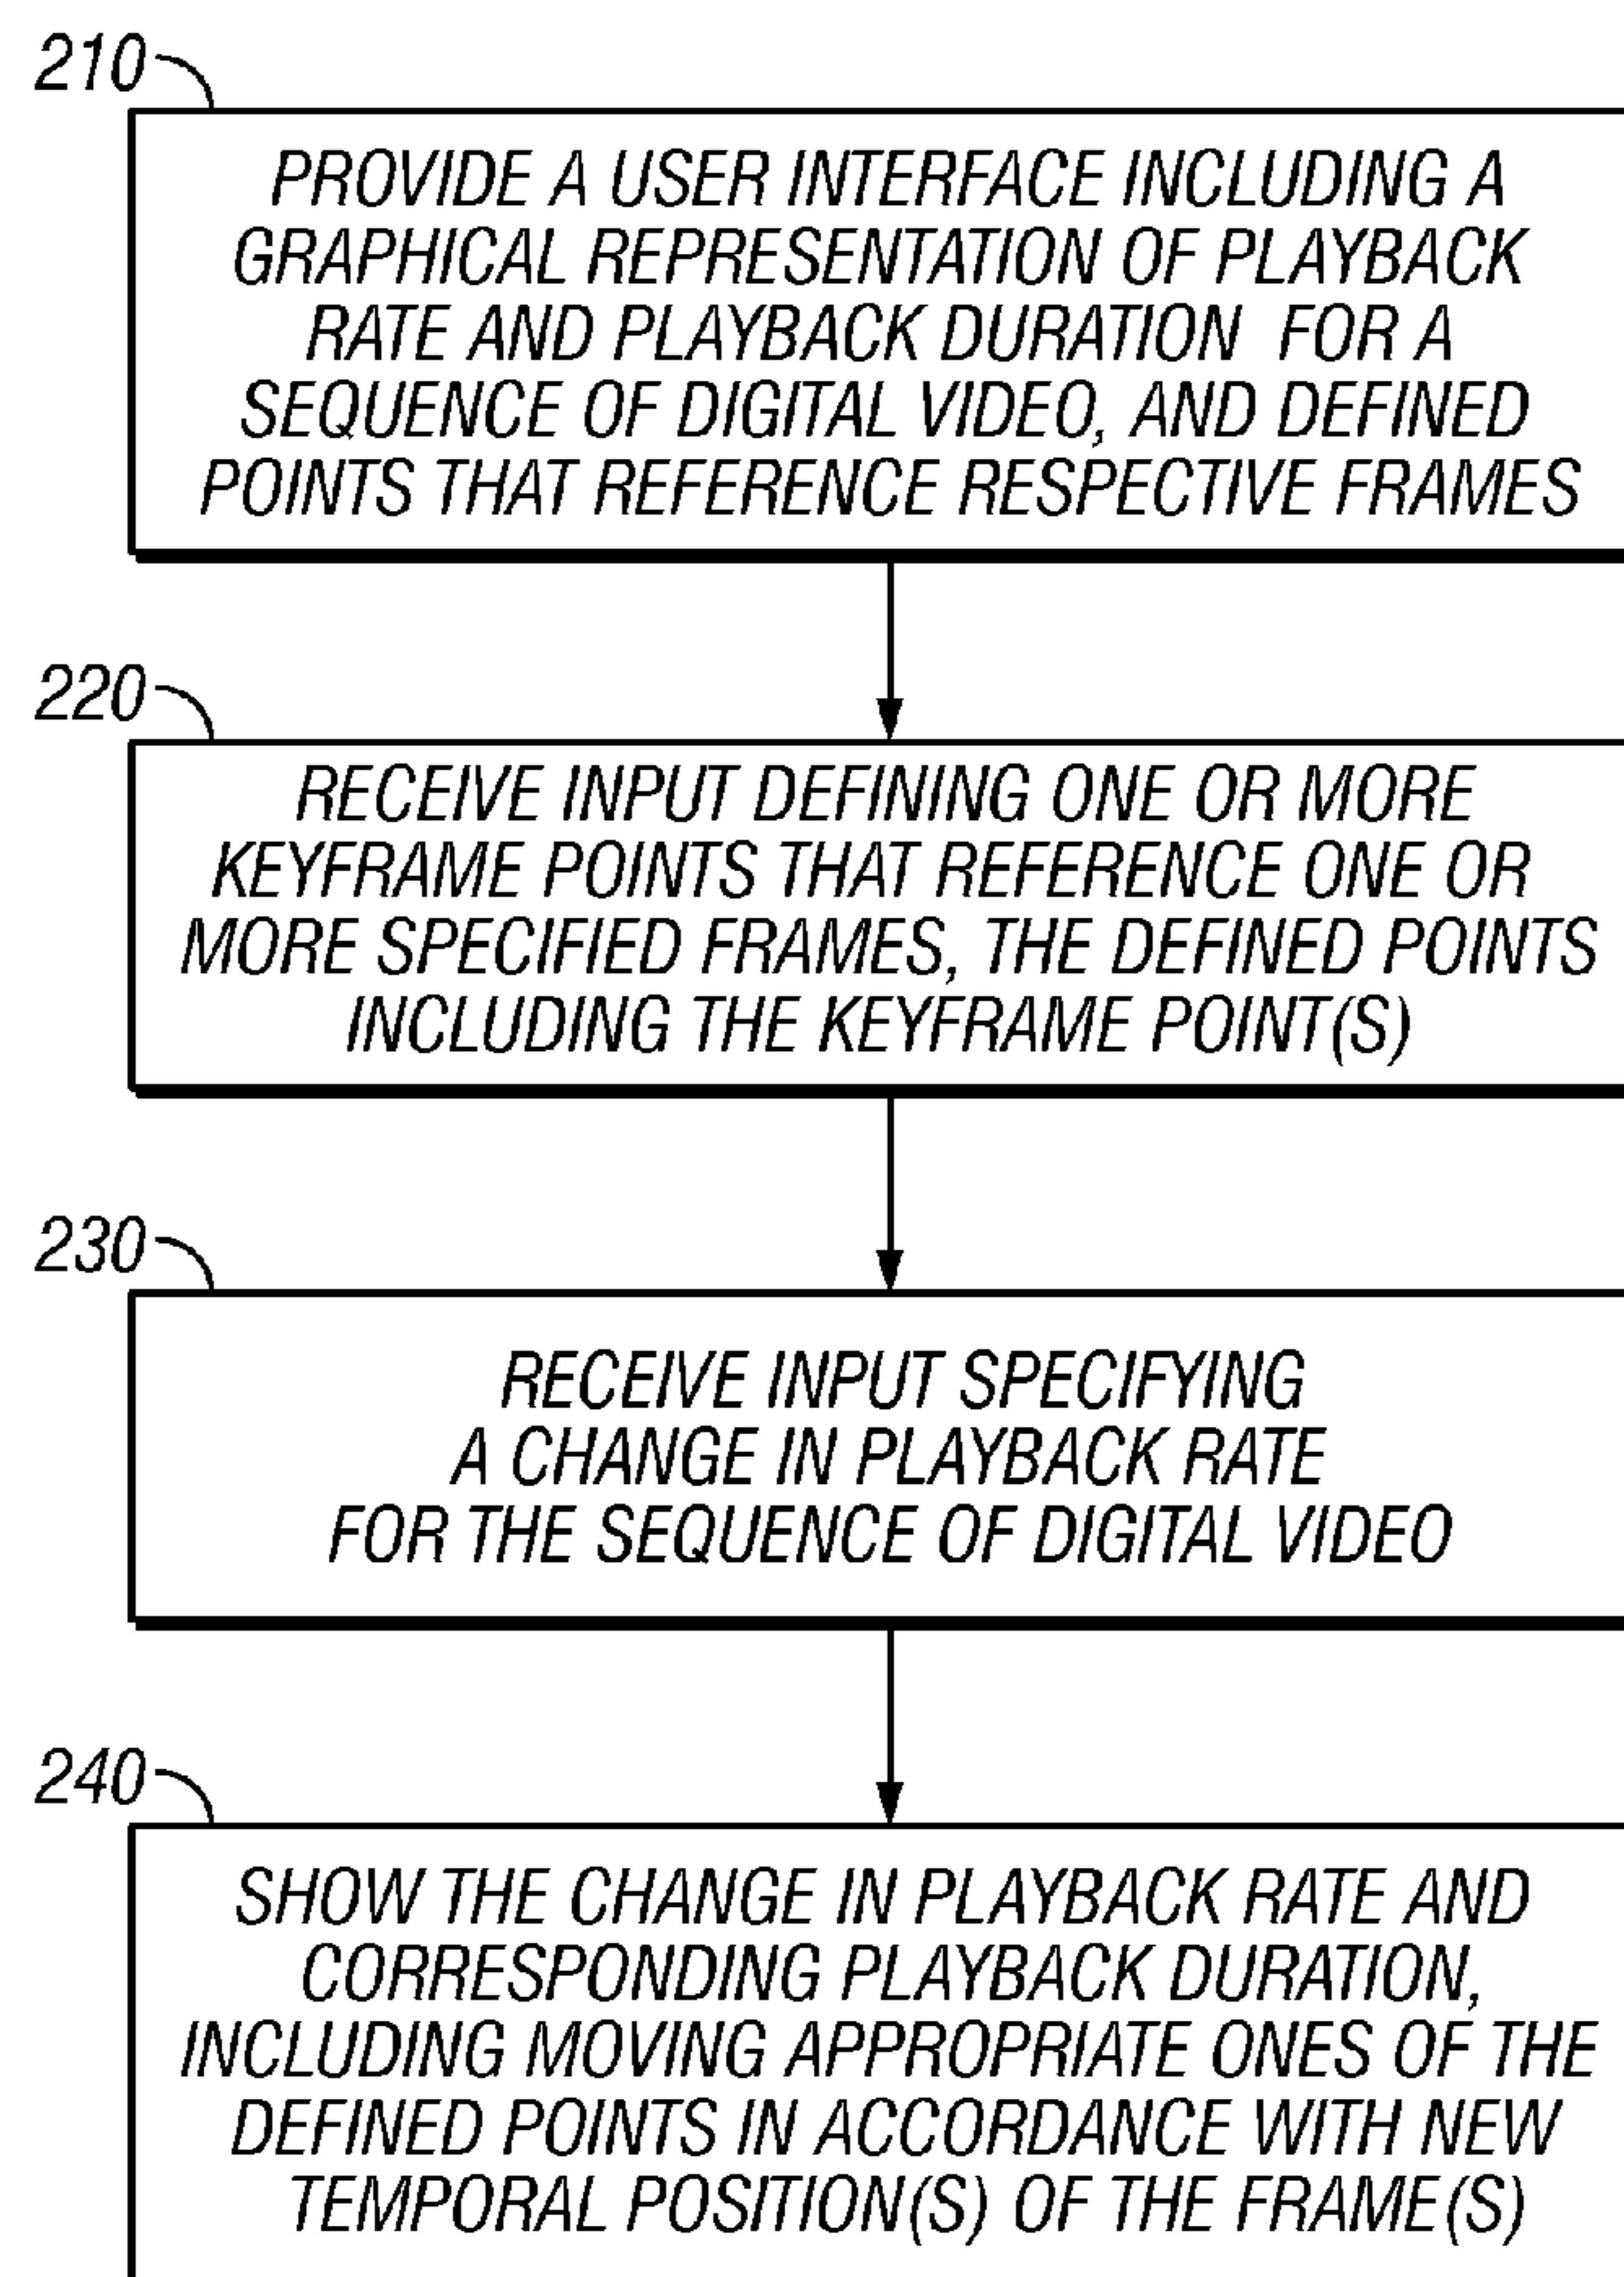 210
PROVIDE A USER INTERFACE INCLUDING A
GRAPHICAL REPRESENTATION OF PLAYBACK
RATE AND PLAYBACK DURATION FOR A
SEQUENCE OF DIGITAL VIDEO, AND DEFINED
POINTS THAT REFERENCE RESPECTIVE FRAMES
220
RECEIVE INPUT DEFINING ONE OR MORE
KEYFRAME POINTS THAT REFERENCE ONE OR
MORE SPECIFIED FRAMES, THE DEFINED POINTS
INCLUDING THE KEYFRAME POINT(S)
230
RECEIVE INPUT SPECIFYING
A CHANGE IN PLAYBACK RATE
FOR THE SEQUENCE OF DIGITAL VIDEO
240
SHOW THE CHANGE IN PLAYBACK RATE AND
CORRESPONDING PLAYBACK DURATION,
INCLUDING MOVING APPROPRIATE ONES OF THE
DEFINED POINTS IN ACCORDANCE WITH NEW
TEMPORAL POSITION(S) OF THE FRAME(S)